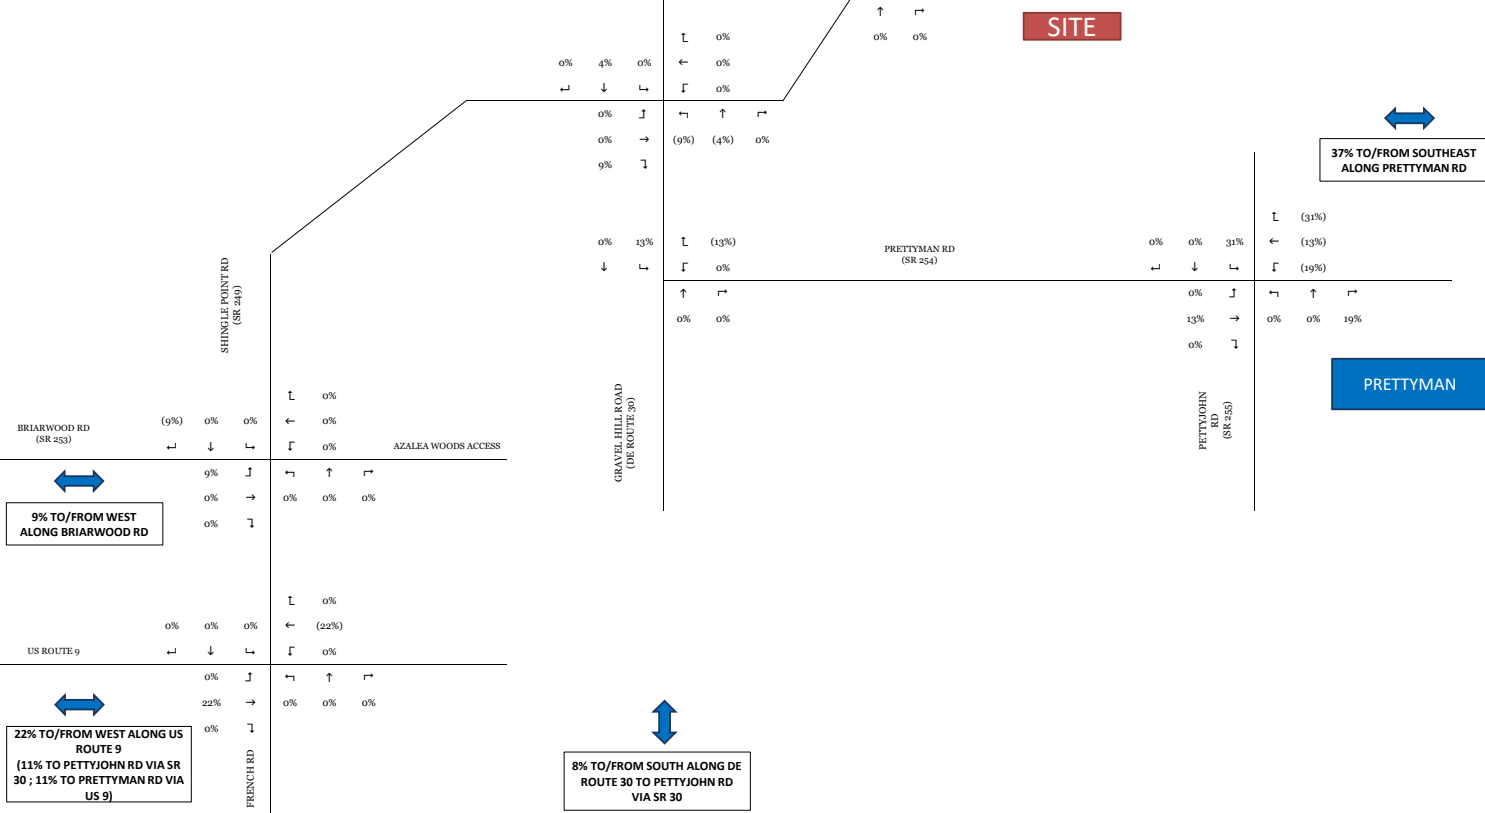 0% 0%
SITE
0%
0% 4% 0% 0%
0%
0%
0% (9%) (4%) 0%
9%
37% TO/FROM SOUTHEAST
ALONG PRETTYMAN RD
(31%)
0% 13% (13%)
PRETTYMAN RD
(SR 254)
0% 0% 31% (13%)
0%
(19%)
SHINGLE POINT RD
(SR 249)
0% 0%
0%
13% 0% 0% 19%
0%
PRETTYMAN
GRAVEL HILL ROAD
(DE ROUTE 30)
PETTYJOHN
RD
(SR 255)
0%
BRIARWOOD RD
(SR 253)
(9%) 0% 0% 0%
0%
AZALEA WOODS ACCESS
9%
0% 0% 0% 0%
0%
9% TO/FROM WEST
ALONG BRIARWOOD RD
0%
0% 0% 0% (22%)
US ROUTE 9
0%
0%
22% 0% 0% 0%
0%
22% TO/FROM WEST ALONG US
ROUTE 9
(11% TO PETTYJOHN RD VIA SR
30 ; 11% TO PRETTYMAN RD VIA
US 9)
FRENCH RD
8% TO/FROM SOUTH ALONG DE
ROUTE 30 TO PETTYJOHN RD
VIA SR 30